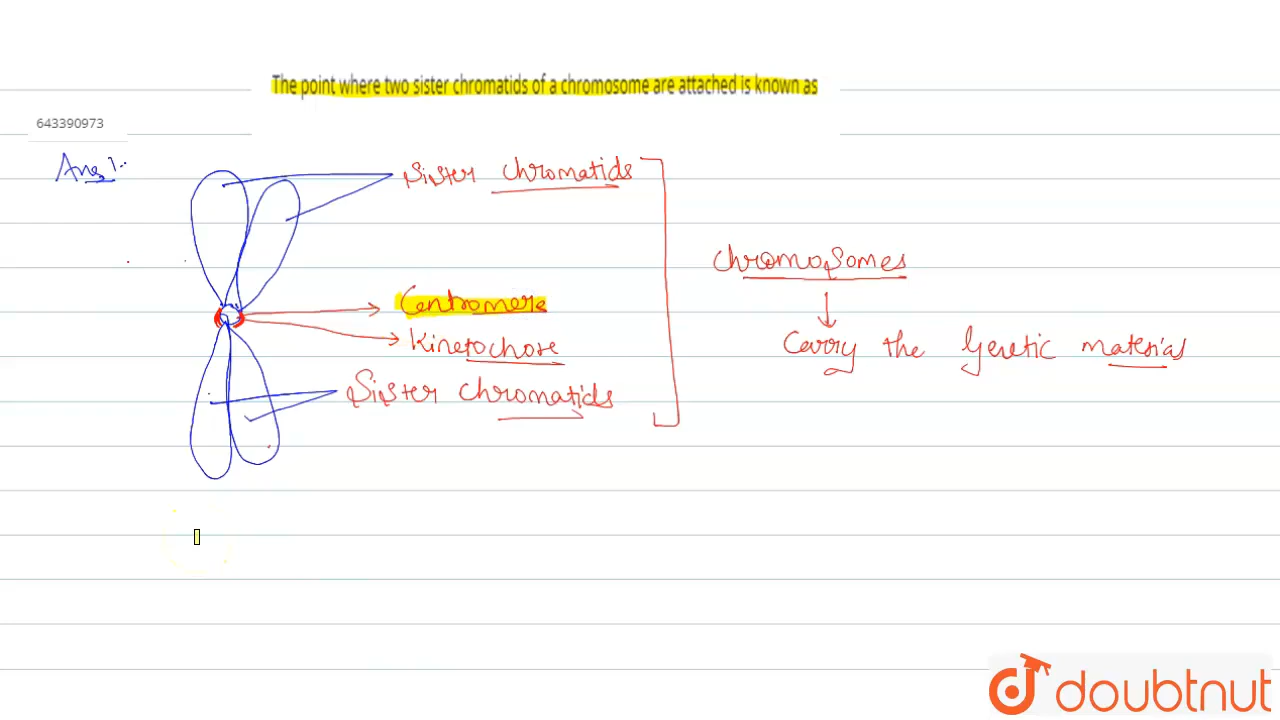 The point where two sister chromatids of a chromosome are attached is known as
643390973
Ans:-
Sister chromatids
chromosomes
Centromere
Carry the Genetic material
Kinetochore
Sister chromatids
doubtnut